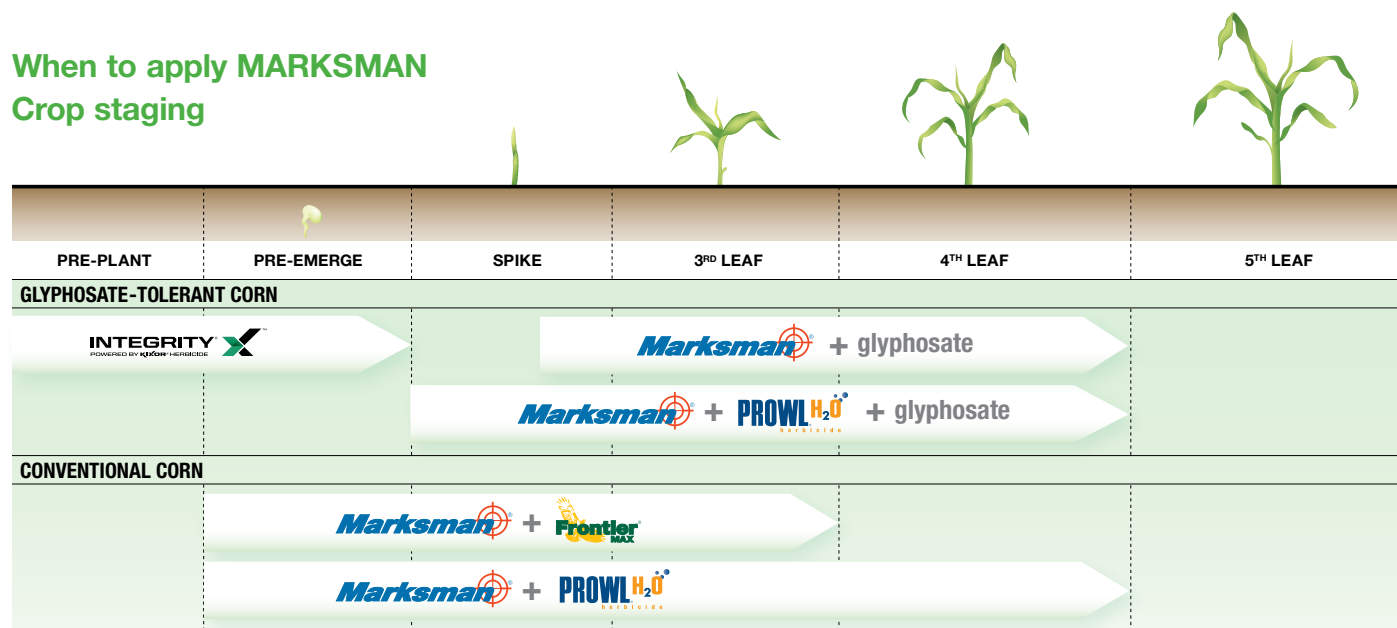 When to apply MARKSMAN
Crop staging
PRE-PLANT PRE-EMERGE SPIKE 3RD LEAF 4TH LEAF 5TH LEAF
GLYPHOSATE-TOLERANT CORN
INTEGRITY® X™
POWERED BY KIXOR® HERBICIDE
Marksman® + glyphosate
Marksman® + PROWL® H2O + glyphosate
herbicide
CONVENTIONAL CORN
Marksman® + Frontier®
MAX
Marksman® + PROWL® H2O
herbicide